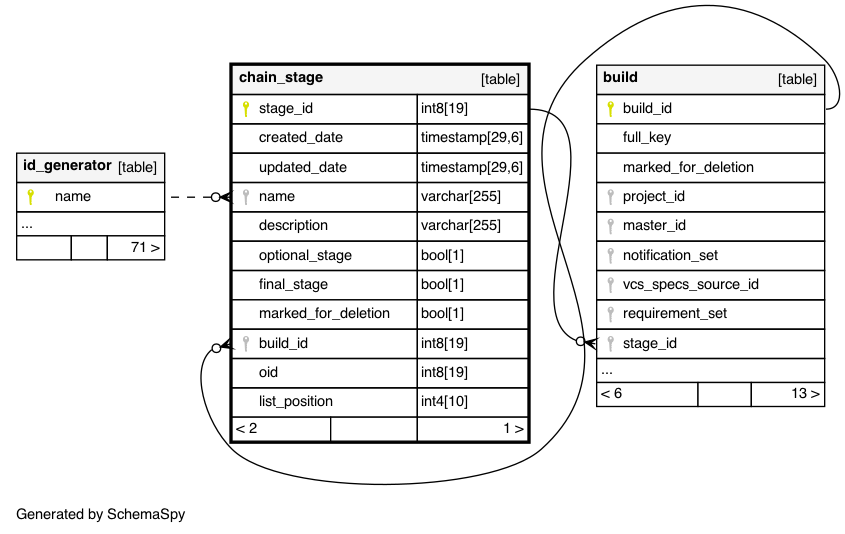 id_generator [table]
name
...
71 >
chain_stage [table]
stage_id int8[19]
created_date timestamp[29,6]
updated_date timestamp[29,6]
name varchar[255]
description varchar[255]
optional_stage bool[1]
final_stage bool[1]
marked_for_deletion bool[1]
build_id int8[19]
oid int8[19]
list_position int4[10]
< 2 1 >
build [table]
build_id
full_key
marked_for_deletion
project_id
master_id
notification_set
vcs_specs_source_id
requirement_set
stage_id
...
< 6 13 >
Generated by SchemaSpy